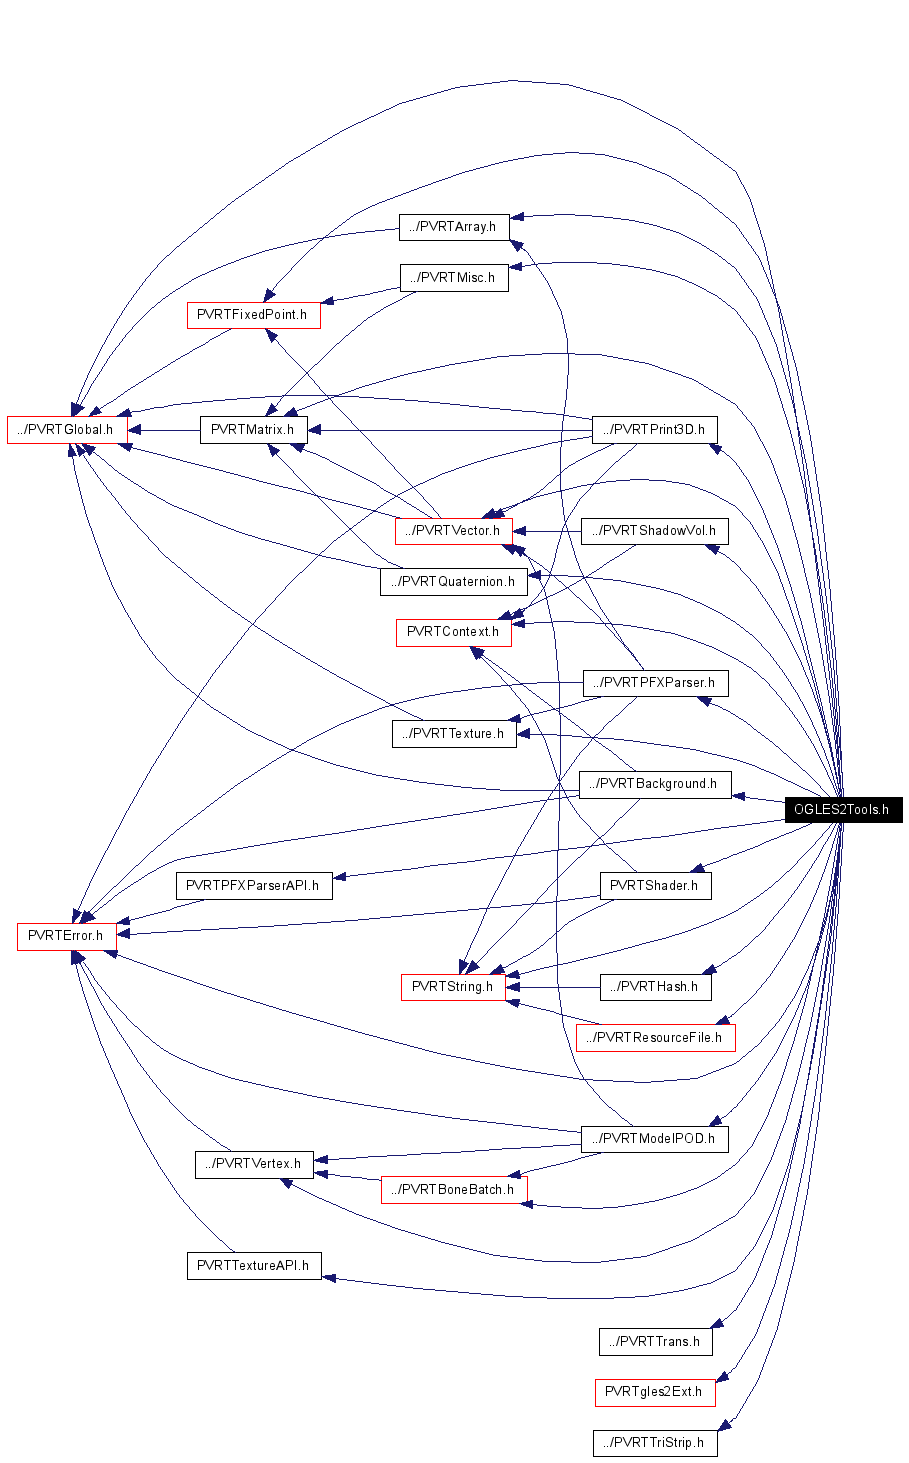 ../PVRTArray.h
../PVRTMisc.h
PVRTFixedPoint.h
../PVRTGlobal.h
PVRTMatrix.h
../PVRTPrint3D.h
../PVRTVector.h
../PVRTShadowVol.h
../PVRTQuaternion.h
PVRTContext.h
../PVRTPFXParser.h
../PVRTTexture.h
../PVRTBackground.h
OGLES2Tools.h
PVRTPFXParserAPI.h
PVRTShader.h
PVRTError.h
PVRTString.h
../PVRTHash.h
../PVRTResourceFile.h
../PVRTModelPOD.h
../PVRTVertex.h
../PVRTBoneBatch.h
PVRTTextureAPI.h
../PVRTTrans.h
PVRTgles2Ext.h
../PVRTTriStrip.h